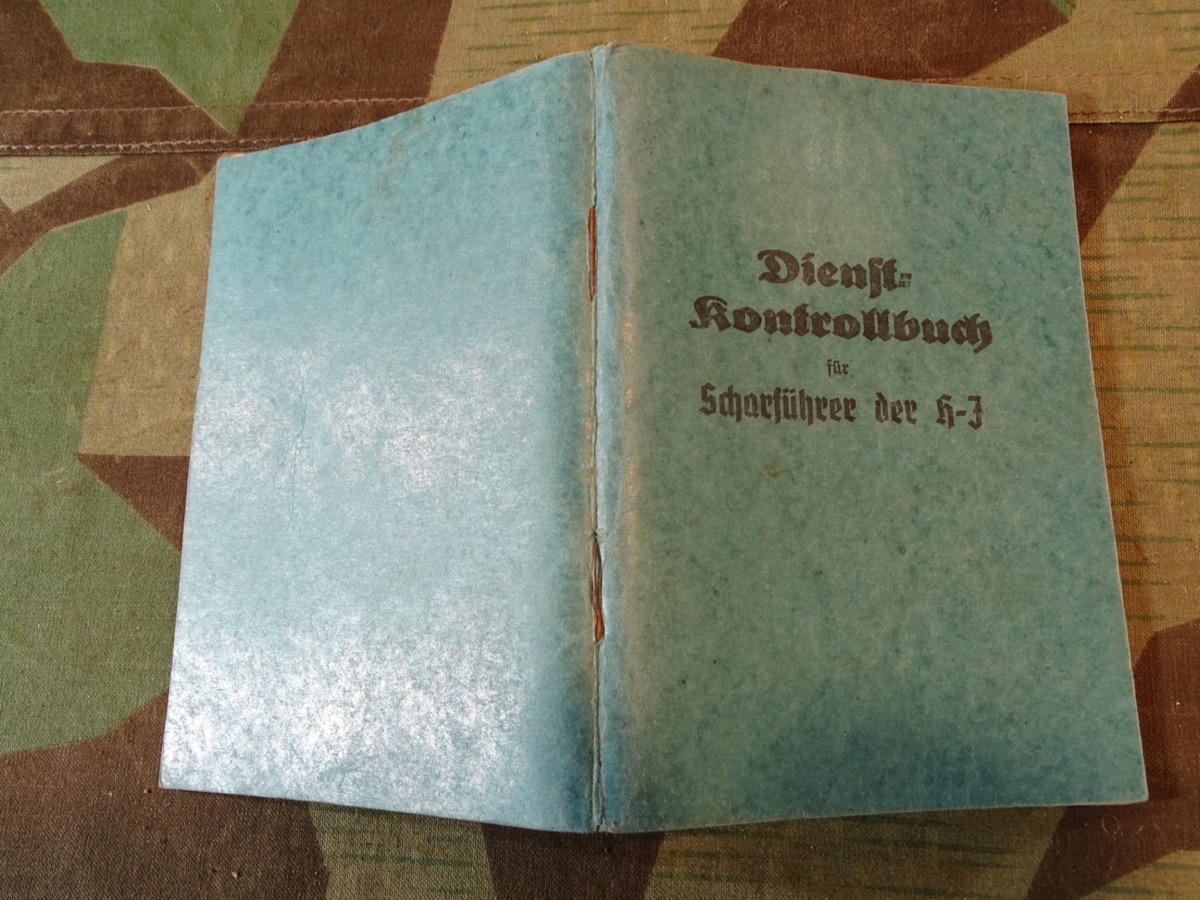 Dienst=
Kontrollbuch
für
Scharführer der H-J